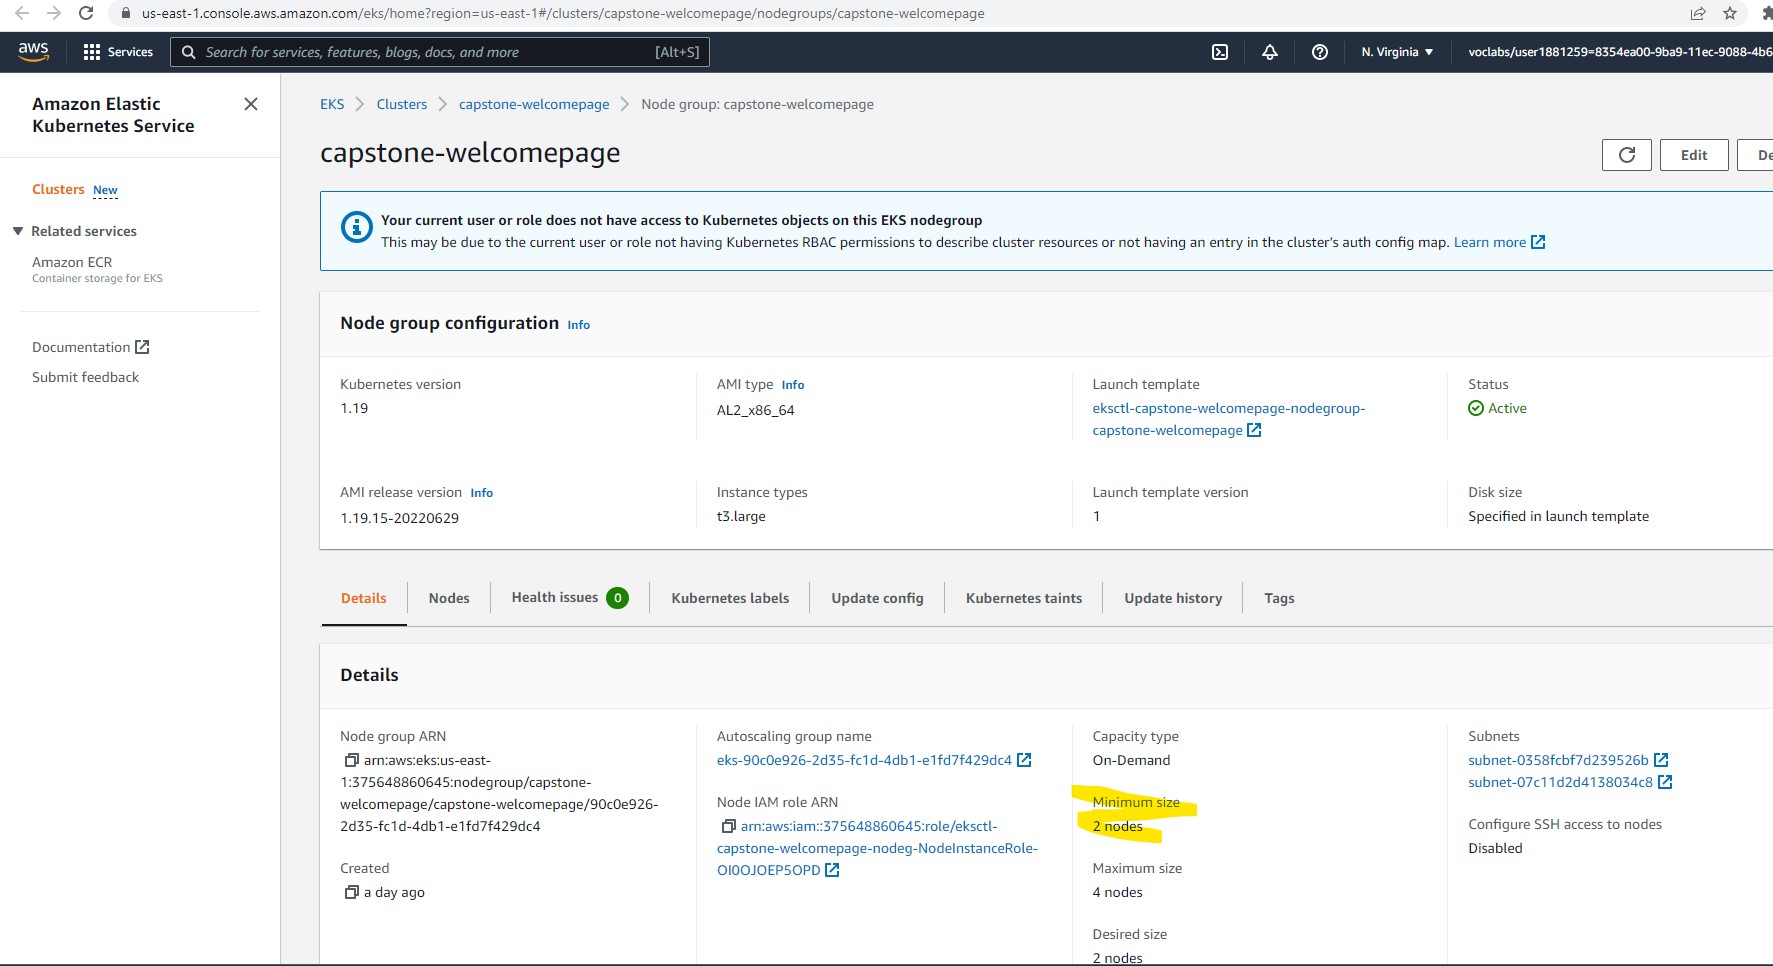 us-east-1.console.aws.amazon.com/eks/home?region=us-east-1#/clusters/capstone-welcomepage/nodegroups/capstone-welcomepage
aws
Services
Search for services, features, blogs, docs, and more
[Alt+S]
N. Virginia
voclabs/user1881259=8354ea00-9ba9-11ec-9088-4b6
Amazon Elastic
Kubernetes Service
Clusters New
Related services
Amazon ECR
Container storage for EKS
Documentation
Submit feedback
EKS
Clusters
capstone-welcomepage
Node group: capstone-welcomepage
capstone-welcomepage
Edit
De
Your current user or role does not have access to Kubernetes objects on this EKS nodegroup
This may be due to the current user or role not having Kubernetes RBAC permissions to describe cluster resources or not having an entry in the cluster's auth config map. Learn more
Node group configuration Info
Kubernetes version
1.19
AMI type Info
AL2_x86_64
Launch template
eksctl-capstone-welcomepage-nodegroup-
capstone-welcomepage
Status
Active
AMI release version Info
1.19.15-20220629
Instance types
t3.large
Launch template version
1
Disk size
Specified in launch template
Details
Nodes
Health issues 0
Kubernetes labels
Update config
Kubernetes taints
Update history
Tags
Details
Node group ARN
arn:aws:eks:us-east-
1:375648860645:nodegroup/capstone-
welcomepage/capstone-welcomepage/90c0e926-
2d35-fc1d-4db1-e1fd7f429dc4
Created
a day ago
Autoscaling group name
eks-90c0e926-2d35-fc1d-4db1-e1fd7f429dc4
Node IAM role ARN
arn:aws:iam::375648860645:role/eksctl-
capstone-welcomepage-nodeg-NodeInstanceRole-
OI0OJOEP5OPD
Capacity type
On-Demand
Minimum size
2 nodes
Maximum size
4 nodes
Desired size
2 nodes
Subnets
subnet-0358fcbf7d239526b
subnet-07c11d2d4138034c8
Configure SSH access to nodes
Disabled